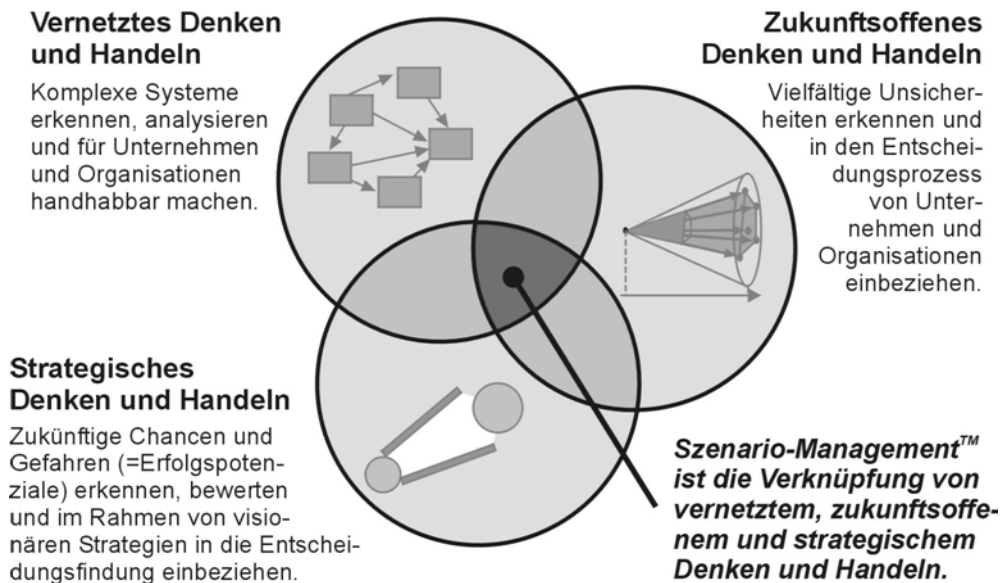 Vernetztes Denken
und Handeln
Komplexe Systeme
erkennen, analysieren
und für Unternehmen
und Organisationen
handhabbar machen.
Zukunftsoffenes
Denken und Handeln
Vielfältige Unsicher-
heiten erkennen und
in den Entschei-
dungsprozess
von Unter-
nehmen und
Organisationen
einbeziehen.
Strategisches
Denken und Handeln
Zukünftige Chancen und
Gefahren (=Erfolgspoten-
ziale) erkennen, bewerten
und im Rahmen von visio-
nären Strategien in die Entschei-
dungsfindung einbeziehen.
Szenario-Management™
ist die Verknüpfung von
vernetztem, zukunftsoffe-
nem und strategischem
Denken und Handeln.